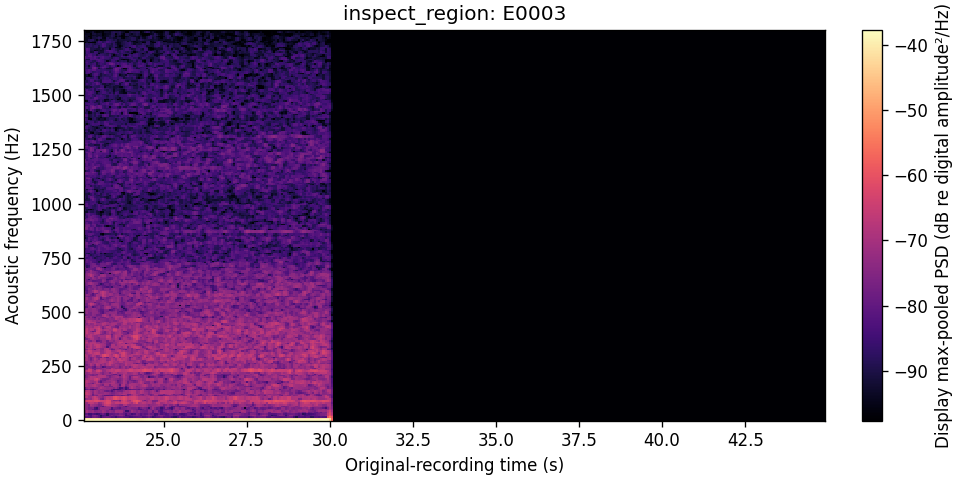 inspect_region: E0003
Acoustic frequency (Hz)
1750
1500
1250
1000
750
500
250
0
25.0 27.5 30.0 32.5 35.0 37.5 40.0 42.5
Original-recording time (s)
−40
−50
−60
−70
−80
−90
Display max-pooled PSD (dB re digital amplitude²/Hz)